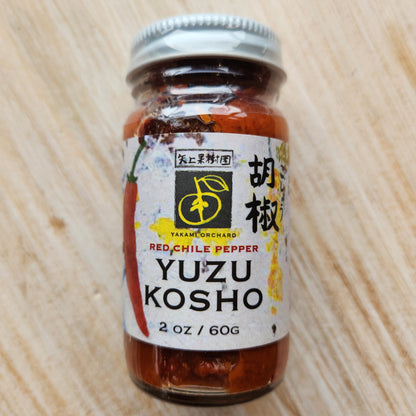 矢上果樹園
胡椒
YAKAMI ORCHARD
RED CHILE PEPPER
YUZU
KOSHO
2 OZ / 60G